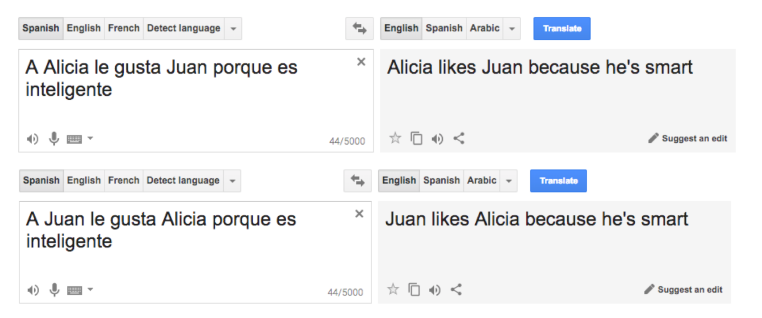 Spanish English French Detect language English Spanish Arabic Translate
A Alicia le gusta Juan porque es Alicia likes Juan because he's smart
inteligente
44/5000 Suggest an edit
Spanish English French Detect language English Spanish Arabic Translate
A Juan le gusta Alicia porque es Juan likes Alicia because he's smart
inteligente
44/5000 Suggest an edit